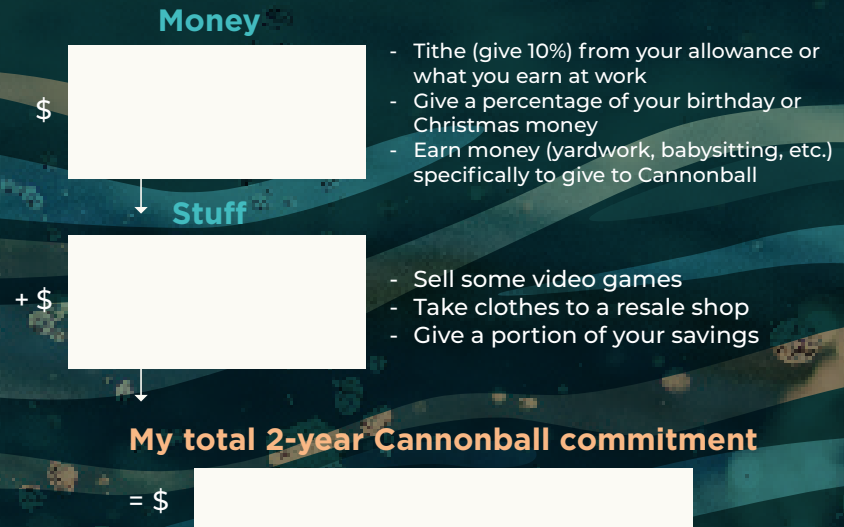 Money
$
- Tithe (give 10%) from your allowance or
what you earn at work
- Give a percentage of your birthday or
Christmas money
- Earn money (yardwork, babysitting, etc.)
specifically to give to Cannonball
Stuff
+ $
- Sell some video games
- Take clothes to a resale shop
- Give a portion of your savings
My total 2-year Cannonball commitment
= $